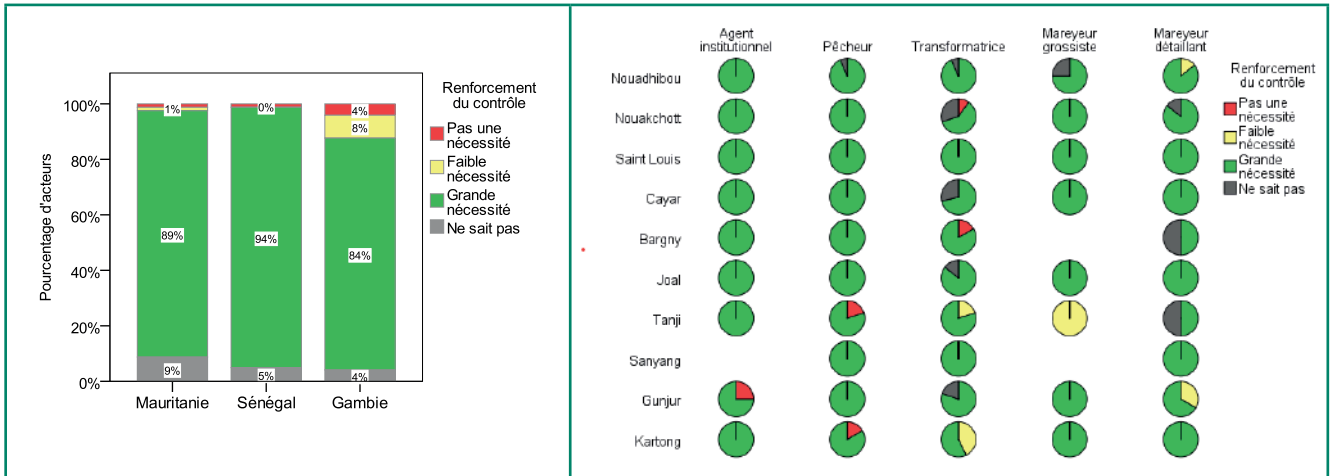 Renforcement
du contrôle
Pas une
nécessité
Faible
nécessité
Grande
nécessité
Ne sait pas
Pourcentage d'acteurs
100%
80%
60%
40%
20%
0%
1%
89%
9%
0%
94%
5%
4%
8%
84%
4%
Mauritanie
Sénégal
Gambie
Agent
institutionnel
Pêcheur
Transformatrice
Mareyeur
grossiste
Mareyeur
détaillant
Nouadhibou
Nouakchott
Saint Louis
Cayar
Bargny
Joal
Tanji
Sanyang
Gunjur
Kartong
Renforcement
du contrôle
Pas une
nécessité
Faible
nécessité
Grande
nécessité
Ne sait pas